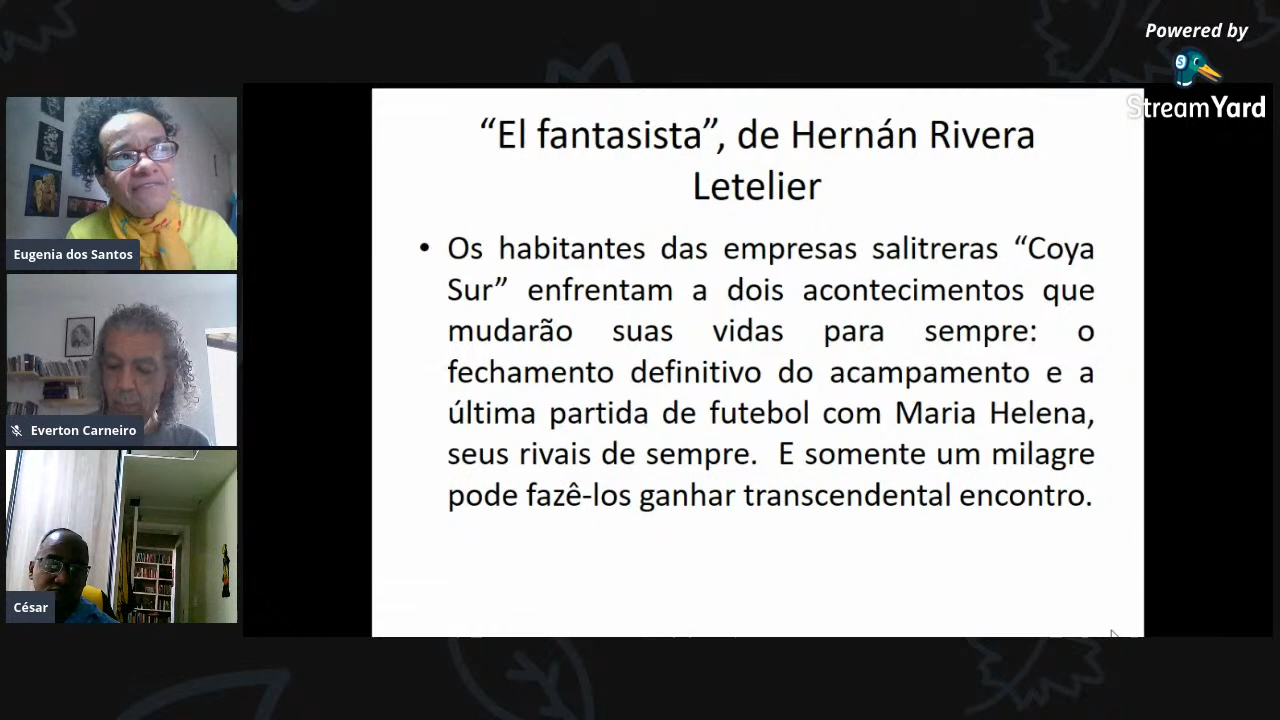 Powered by
StreamYard
“El fantasista”, de Hernán Rivera
Letelier
• Os habitantes das empresas salitreras “Coya
Sur” enfrentam a dois acontecimentos que
mudarão suas vidas para sempre: o
fechamento definitivo do acampamento e a
última partida de futebol com Maria Helena,
seus rivais de sempre.  E somente um milagre
pode fazê-los ganhar transcendental encontro.
Eugenia dos Santos
Everton Carneiro
César